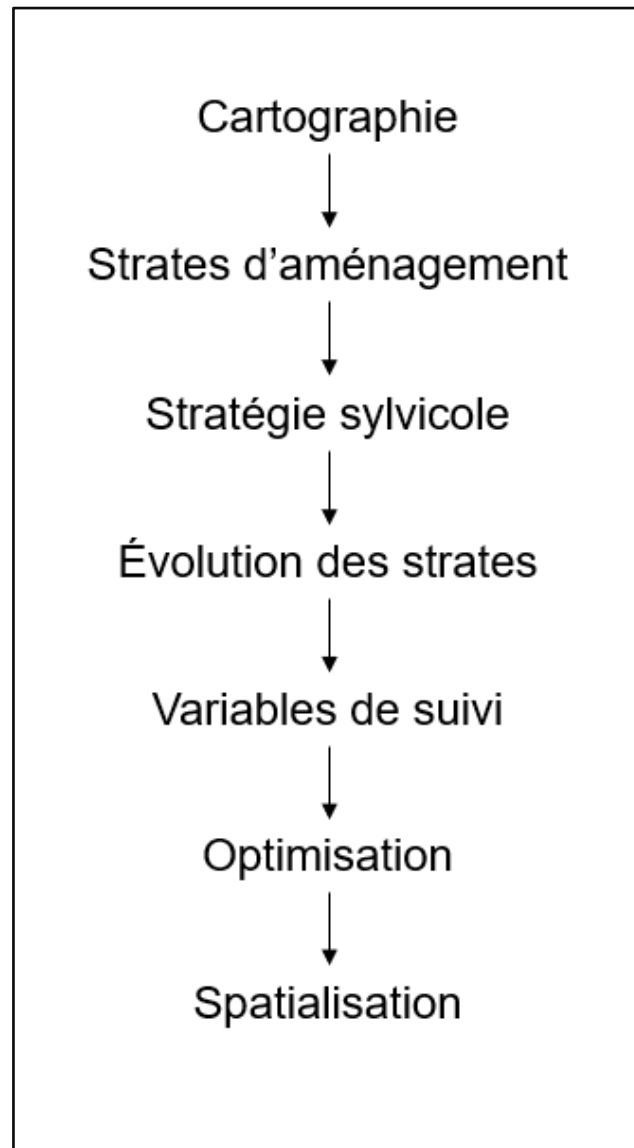 Cartographie
Strates d’aménagement
Stratégie sylvicole
Évolution des strates
Variables de suivi
Optimisation
Spatialisation